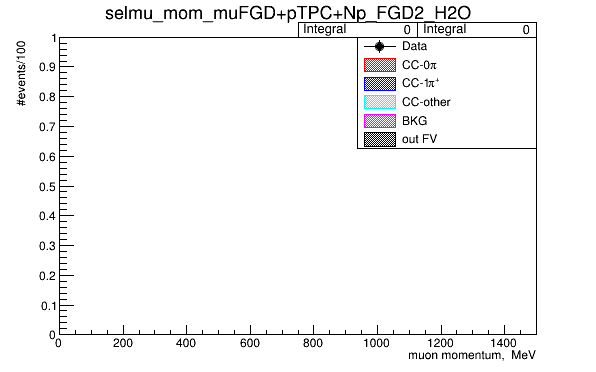 selmu_mom_muFGD+pTPC+Np_FGD2_H2O
Integral 0 Integral 0
#events/100
Data
CC-0π
CC-1π⁺
CC-other
BKG
out FV
1
0.9
0.8
0.7
0.6
0.5
0.4
0.3
0.2
0.1
0
0 200 400 600 800 1000 1200 1400
muon momentum, MeV